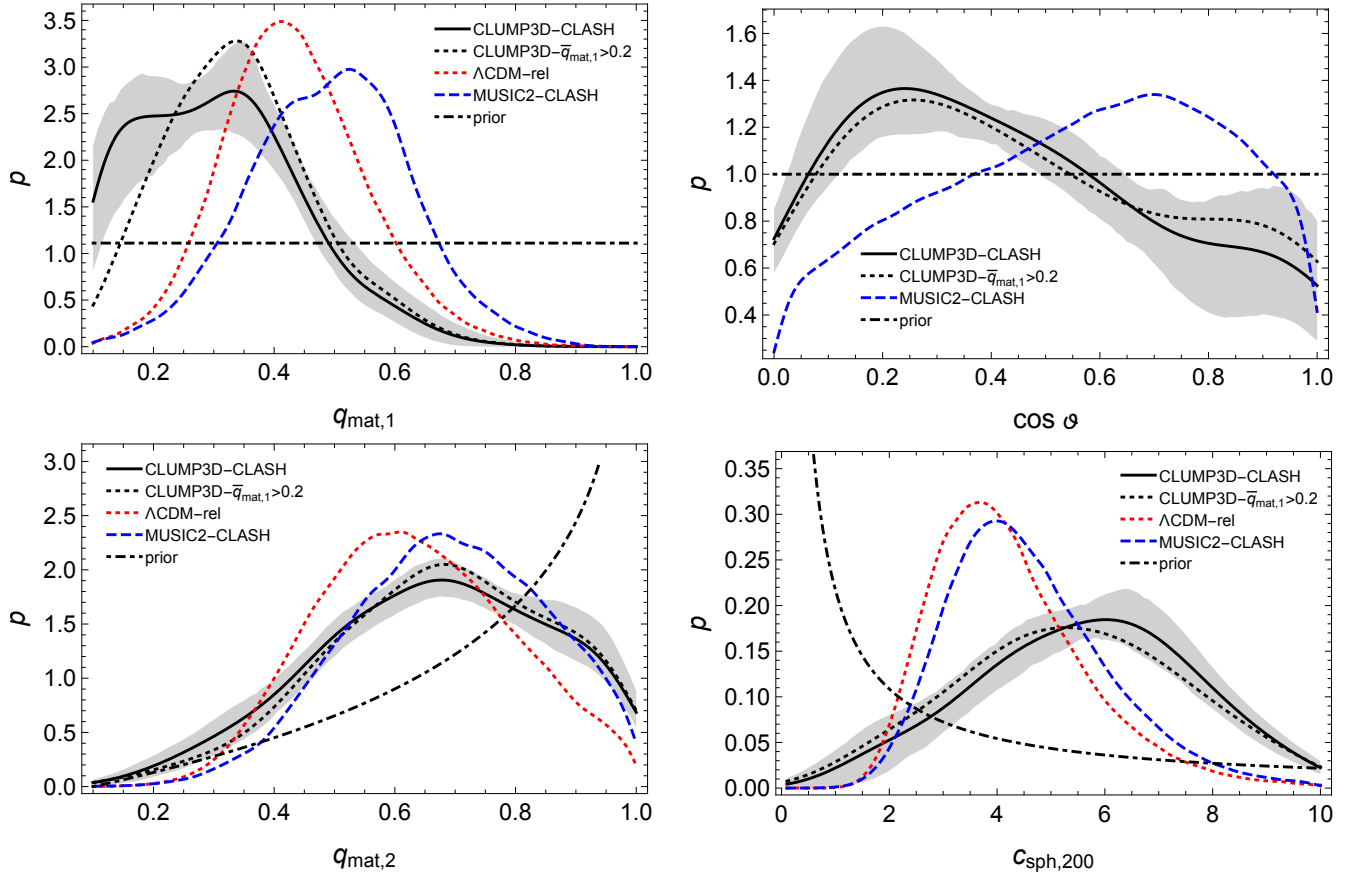 3.5
3.0
2.5
2.0
1.5
1.0
0.5
0.0
p
CLUMP3D-CLASH
CLUMP3D-q̅mat,1>0.2
ΛCDM-rel
MUSIC2-CLASH
prior
0.2 0.4 0.6 0.8 1.0
qmat,1
1.6
1.4
1.2
1.0
0.8
0.6
0.4
p
CLUMP3D-CLASH
CLUMP3D-q̅mat,1>0.2
MUSIC2-CLASH
prior
0.0 0.2 0.4 0.6 0.8 1.0
cos ϑ
3.0
2.5
2.0
1.5
1.0
0.5
0.0
p
CLUMP3D-CLASH
CLUMP3D-q̅mat,1>0.2
ΛCDM-rel
MUSIC2-CLASH
prior
0.2 0.4 0.6 0.8 1.0
qmat,2
0.35
0.30
0.25
0.20
0.15
0.10
0.05
0.00
p
CLUMP3D-CLASH
CLUMP3D-q̅mat,1>0.2
ΛCDM-rel
MUSIC2-CLASH
prior
0 2 4 6 8 10
csph,200